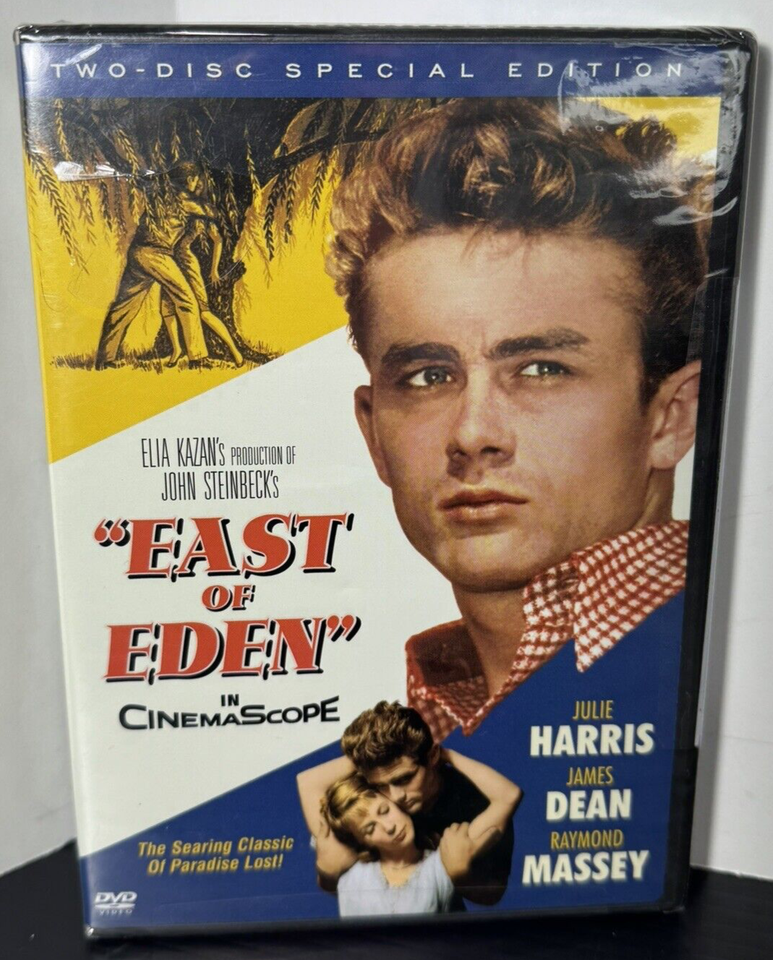 TWO-DISC SPECIAL EDITION
ELIA KAZAN'S PRODUCTION OF
JOHN STEINBECK'S
"EAST
OF
EDEN"
IN
CINEMASCOPE
JULIE
HARRIS
JAMES
DEAN
RAYMOND
MASSEY
The Searing Classic
Of Paradise Lost!
DVD
VIDEO